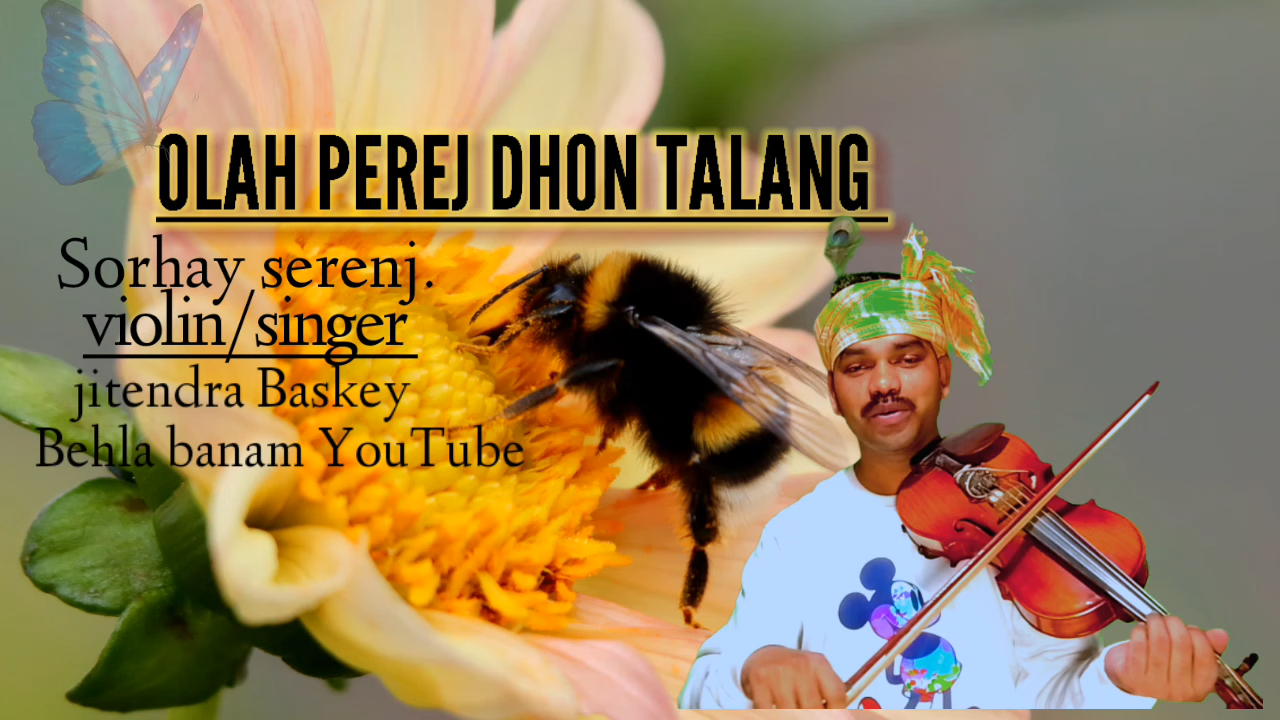 OLAH PEREJ DHON TALANG
Sorhay serenj.
violin/singer
jitendra Baskey
Behla banam YouTube